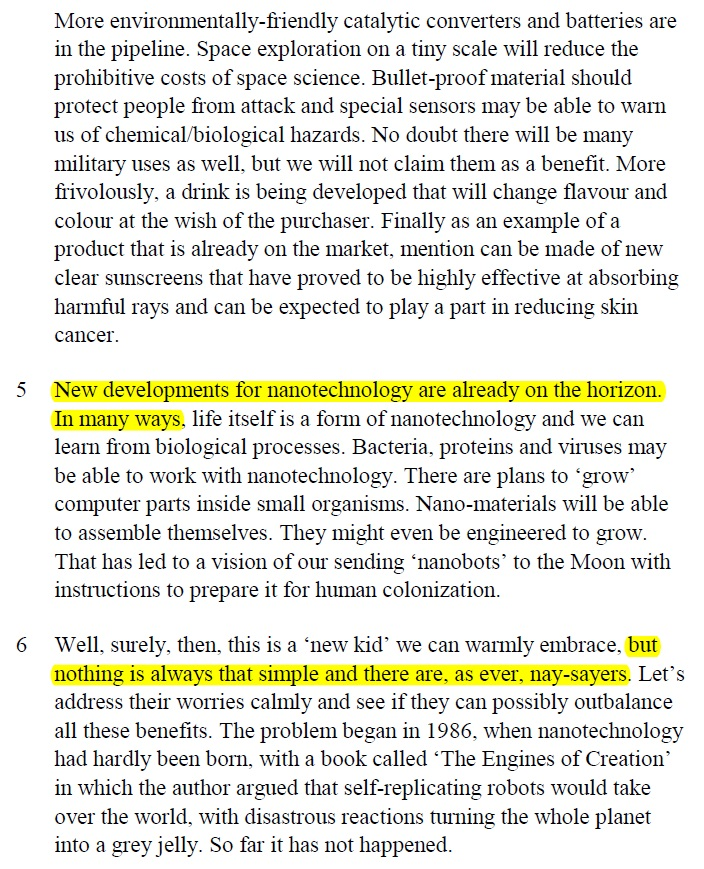 More environmentally-friendly catalytic converters and batteries are
in the pipeline. Space exploration on a tiny scale will reduce the
prohibitive costs of space science. Bullet-proof material should
protect people from attack and special sensors may be able to warn
us of chemical/biological hazards. No doubt there will be many
military uses as well, but we will not claim them as a benefit. More
frivolously, a drink is being developed that will change flavour and
colour at the wish of the purchaser. Finally as an example of a
product that is already on the market, mention can be made of new
clear sunscreens that have proved to be highly effective at absorbing
harmful rays and can be expected to play a part in reducing skin
cancer.
5 New developments for nanotechnology are already on the horizon.
In many ways, life itself is a form of nanotechnology and we can
learn from biological processes. Bacteria, proteins and viruses may
be able to work with nanotechnology. There are plans to ‘grow’
computer parts inside small organisms. Nano-materials will be able
to assemble themselves. They might even be engineered to grow.
That has led to a vision of our sending ‘nanobots’ to the Moon with
instructions to prepare it for human colonization.
6 Well, surely, then, this is a ‘new kid’ we can warmly embrace, but
nothing is always that simple and there are, as ever, nay-sayers. Let’s
address their worries calmly and see if they can possibly outbalance
all these benefits. The problem began in 1986, when nanotechnology
had hardly been born, with a book called ‘The Engines of Creation’
in which the author argued that self-replicating robots would take
over the world, with disastrous reactions turning the whole planet
into a grey jelly. So far it has not happened.